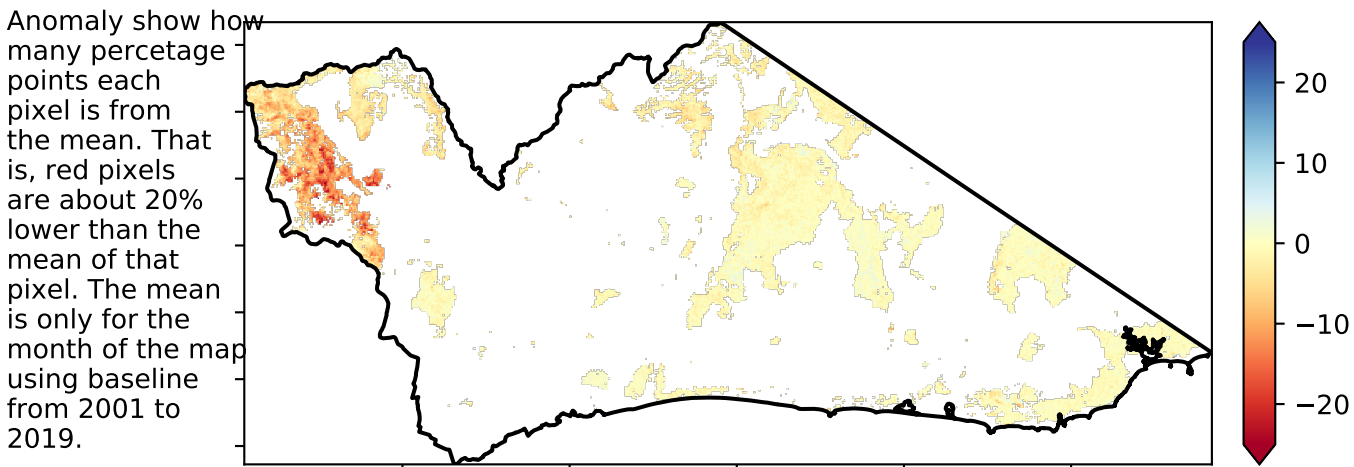 Anomaly show how
many percetage
points each
pixel is from
the mean. That
is, red pixels
are about 20%
lower than the
mean of that
pixel. The mean
is only for the
month of the map
using baseline
from 2001 to
2019.
20
10
0
−10
−20